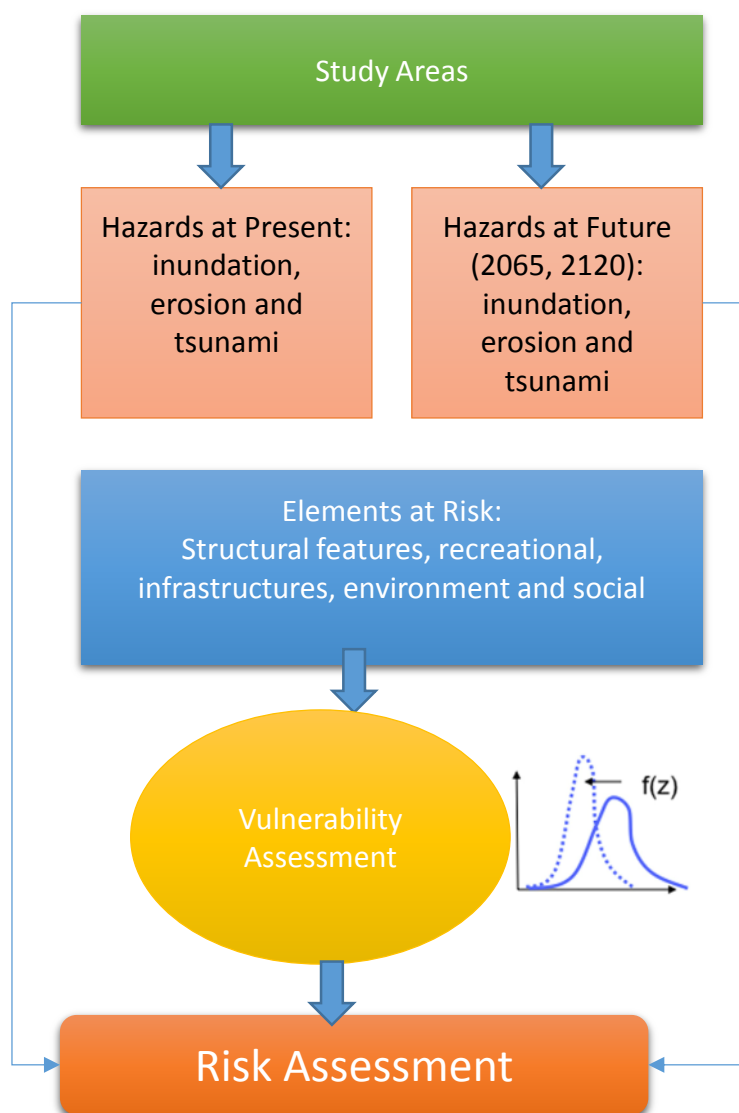 Study Areas
Hazards at Present:
inundation,
erosion and
tsunami
Hazards at Future
(2065, 2120):
inundation,
erosion and
tsunami
Elements at Risk:
Structural features, recreational,
infrastructures, environment and social
Vulnerability
Assessment
f(z)
Risk Assessment